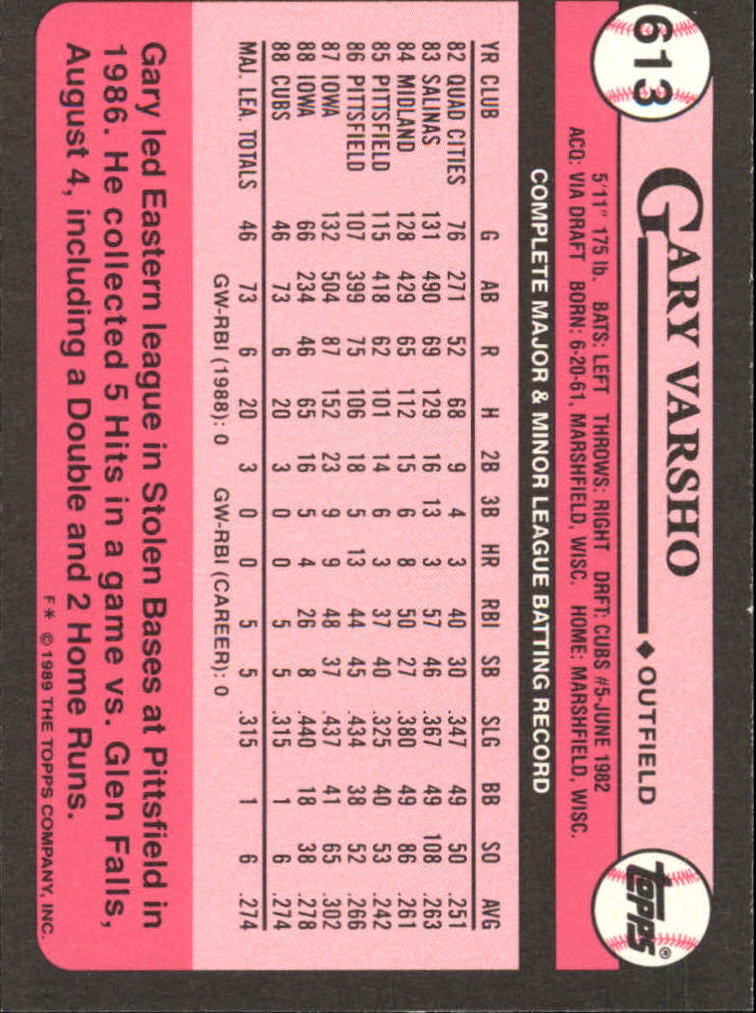 613
GARY VARSHO ◆ OUTFIELD
topps®
5'11" 175 lb. BATS: LEFT THROWS: RIGHT DRFT: CUBS #5-JUNE 1982
ACQ: VIA DRAFT BORN: 6-20-61, MARSHFIELD, WISC. HOME: MARSHFIELD, WISC.
COMPLETE MAJOR & MINOR LEAGUE BATTING RECORD
YR CLUB G AB R H 2B 3B HR RBI SB SLG BB SO AVG
82 QUAD CITIES 76 271 52 68 9 4 3 40 30 .347 49 50 .251
83 SALINAS 131 490 69 129 16 13 3 57 46 .367 49 108 .263
84 MIDLAND 128 429 65 112 15 6 8 50 27 .380 49 86 .261
85 PITTSFIELD 115 418 62 101 14 6 3 37 40 .325 40 53 .242
86 PITTSFIELD 107 399 75 106 18 5 13 44 45 .434 38 52 .266
87 IOWA 132 504 87 152 23 9 9 48 37 .437 41 65 .302
88 IOWA 66 234 46 65 16 5 4 26 8 .440 18 38 .278
88 CUBS 46 73 6 20 3 0 0 5 5 .315 1 6 .274
MAJ. LEA. TOTALS 46 73 6 20 3 0 0 5 5 .315 1 6 .274
GW-RBI (1988): 0 GW-RBI (CAREER): 0
Gary led Eastern league in Stolen Bases at Pittsfield in
1986. He collected 5 Hits in a game vs. Glen Falls,
August 4, including a Double and 2 Home Runs.
F* © 1989 THE TOPPS COMPANY, INC.